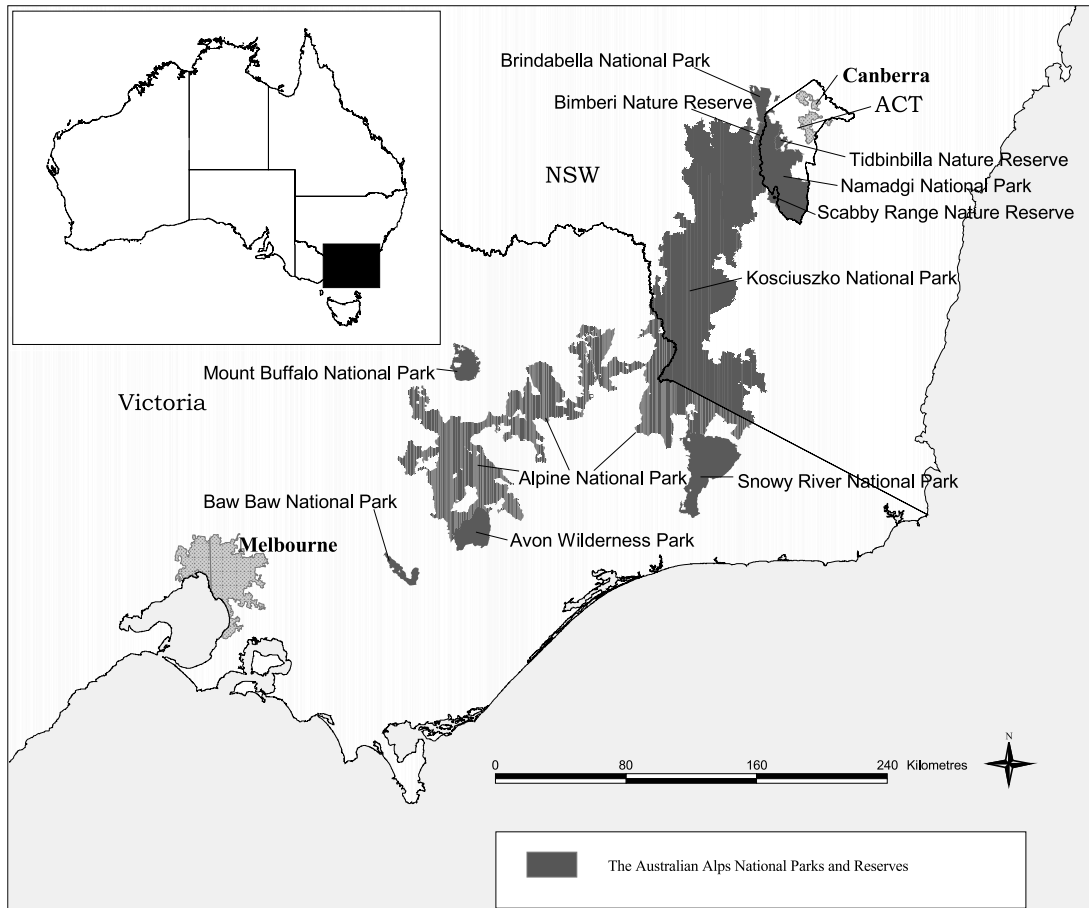 Brindabella National Park
Canberra
Bimberi Nature Reserve
ACT
Tidbinbilla Nature Reserve
NSW
Namadgi National Park
Scabby Range Nature Reserve
Kosciuszko National Park
Mount Buffalo National Park
Victoria
Alpine National Park
Snowy River National Park
Baw Baw National Park
Melbourne
Avon Wilderness Park
N
0 80 160 240 Kilometres
The Australian Alps National Parks and Reserves